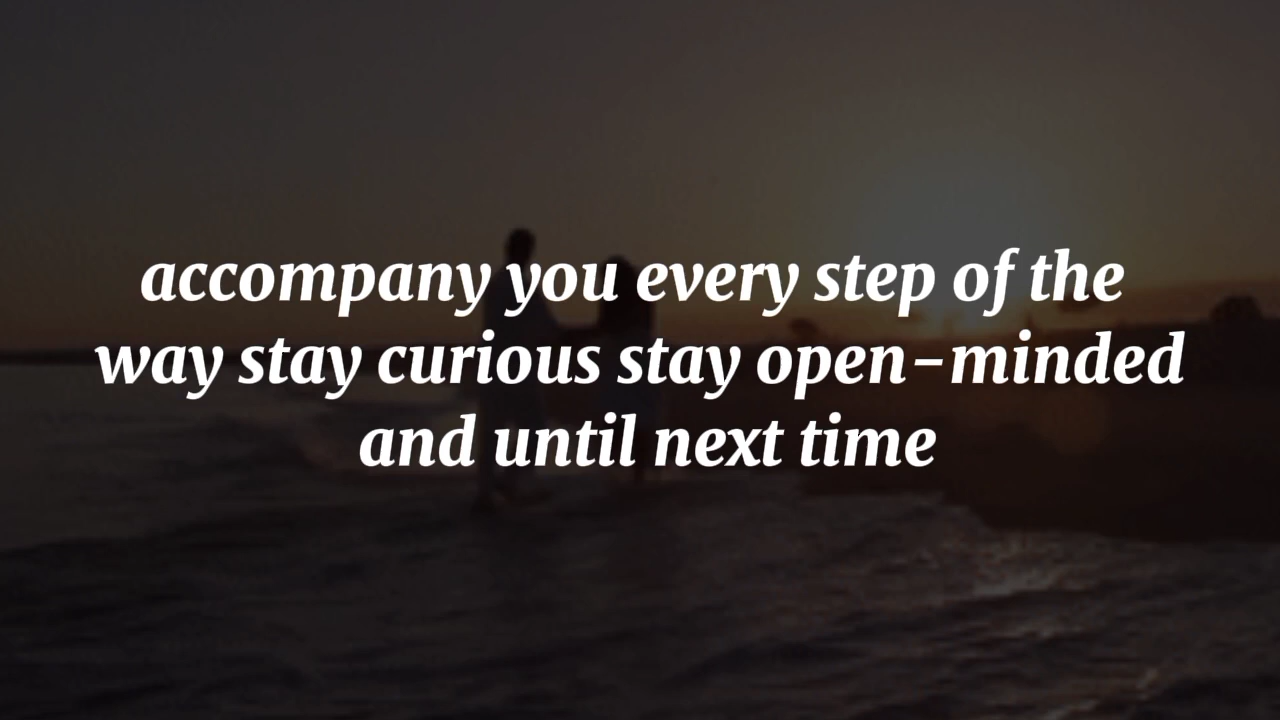 accompany you every step of the
way stay curious stay open-minded
and until next time